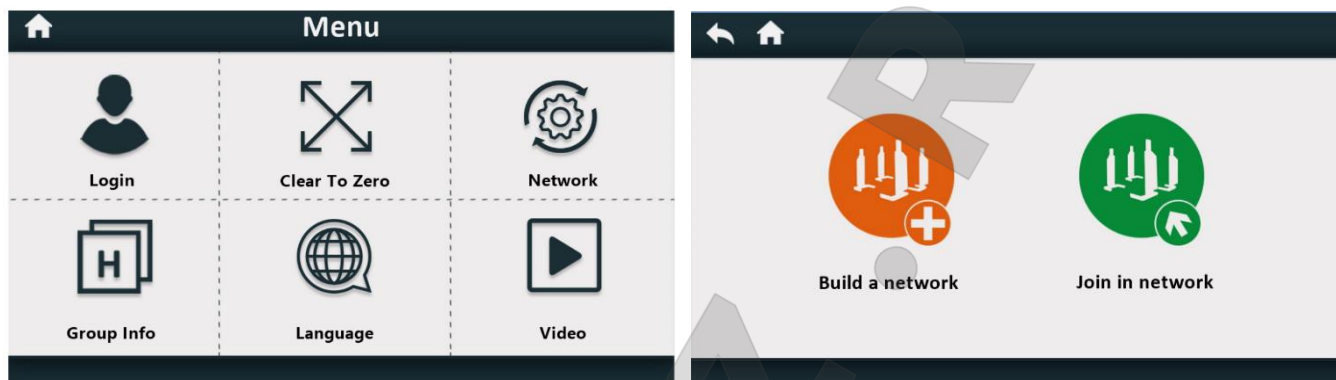 Menu
Login
Clear To Zero
Network
H
Group Info
Language
Video
Build a network
Join in network